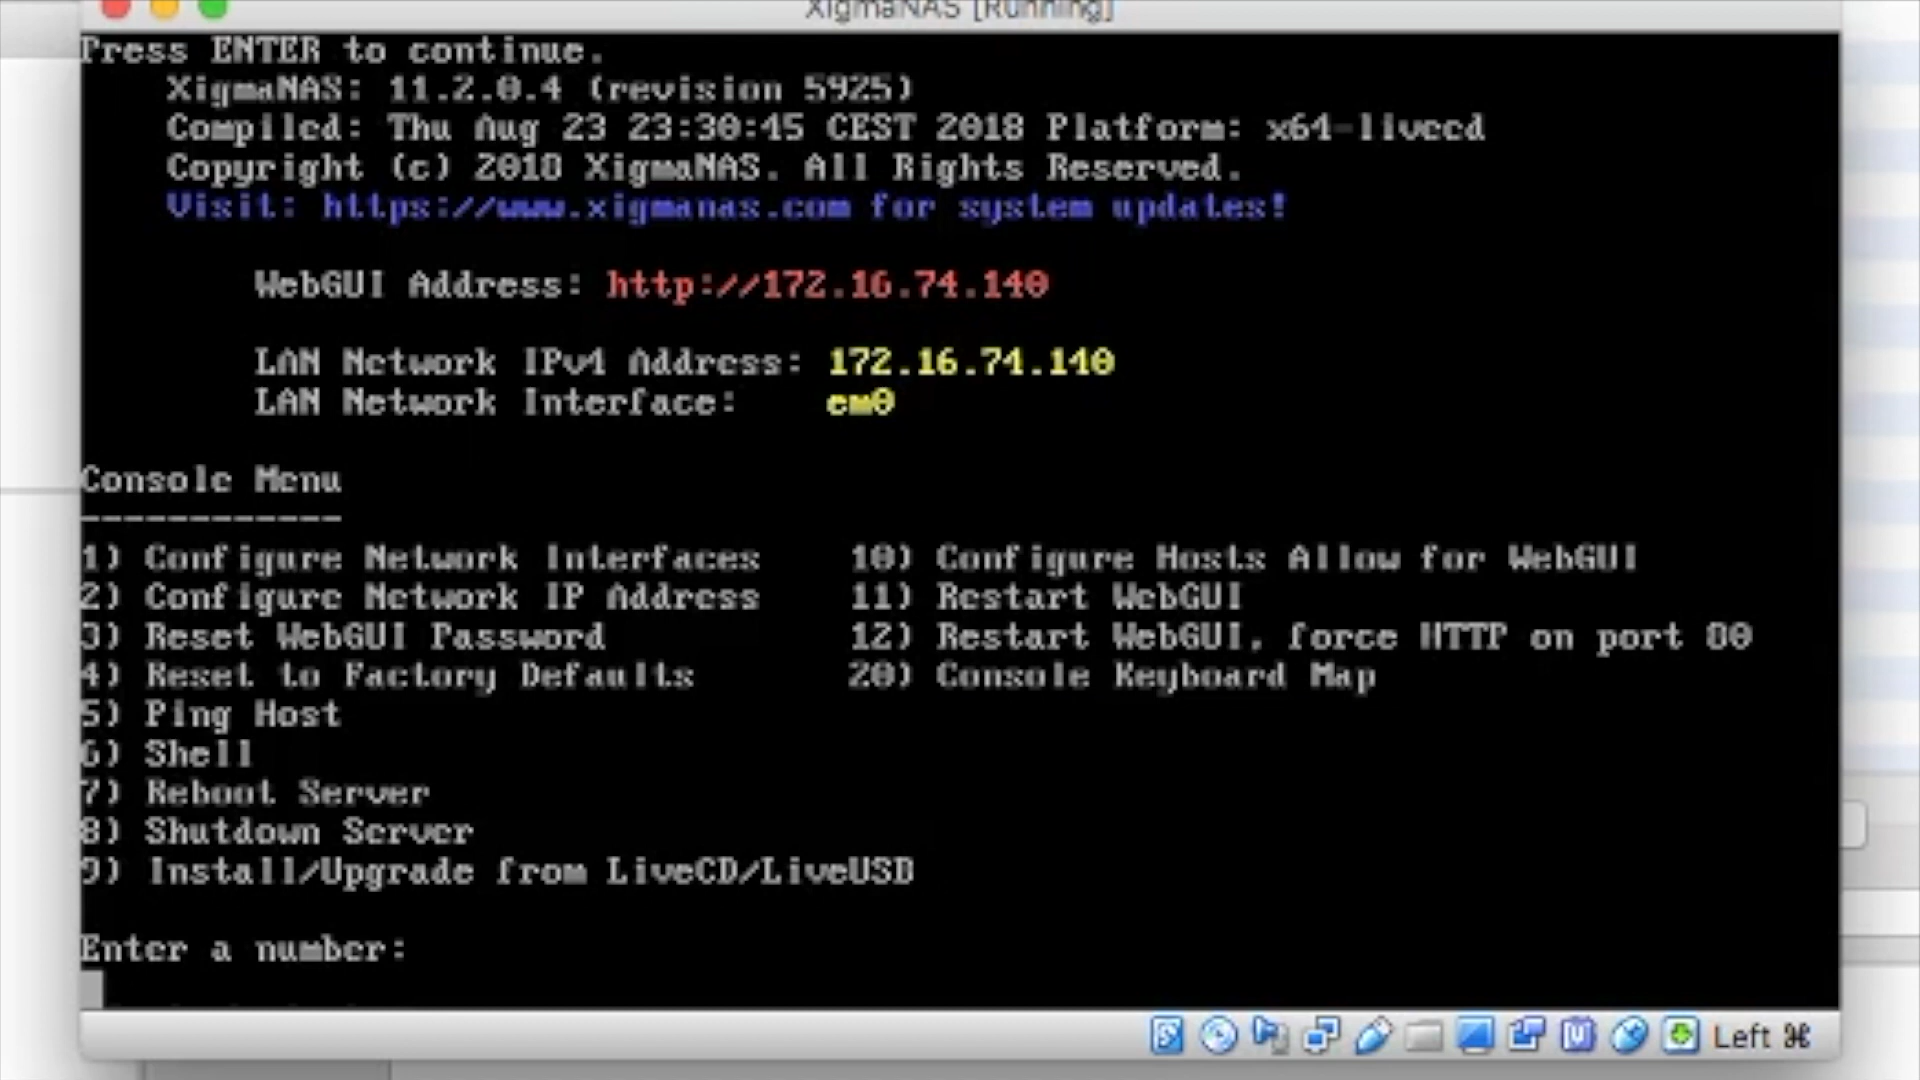 XigmaNAS [Running]
Press ENTER to continue.
XigmaNAS: 11.2.0.4 (revision 5925)
Compiled: Thu Aug 23 23:30:45 CEST 2018 Platform: x64-livecd
Copyright (c) 2018 XigmaNAS. All Rights Reserved.
Visit: https://www.xigmanas.com for system updates!
WebGUI Address: http://172.16.74.140
LAN Network IPv4 Address: 172.16.74.140
LAN Network Interface: em0
Console Menu
------------
1) Configure Network Interfaces 10) Configure Hosts Allow for WebGUI
2) Configure Network IP Address 11) Restart WebGUI
3) Reset WebGUI Password 12) Restart WebGUI, force HTTP on port 80
4) Reset to Factory Defaults 20) Console Keyboard Map
5) Ping Host
6) Shell
7) Reboot Server
8) Shutdown Server
9) Install/Upgrade from LiveCD/LiveUSB
Enter a number:
Left ⌘